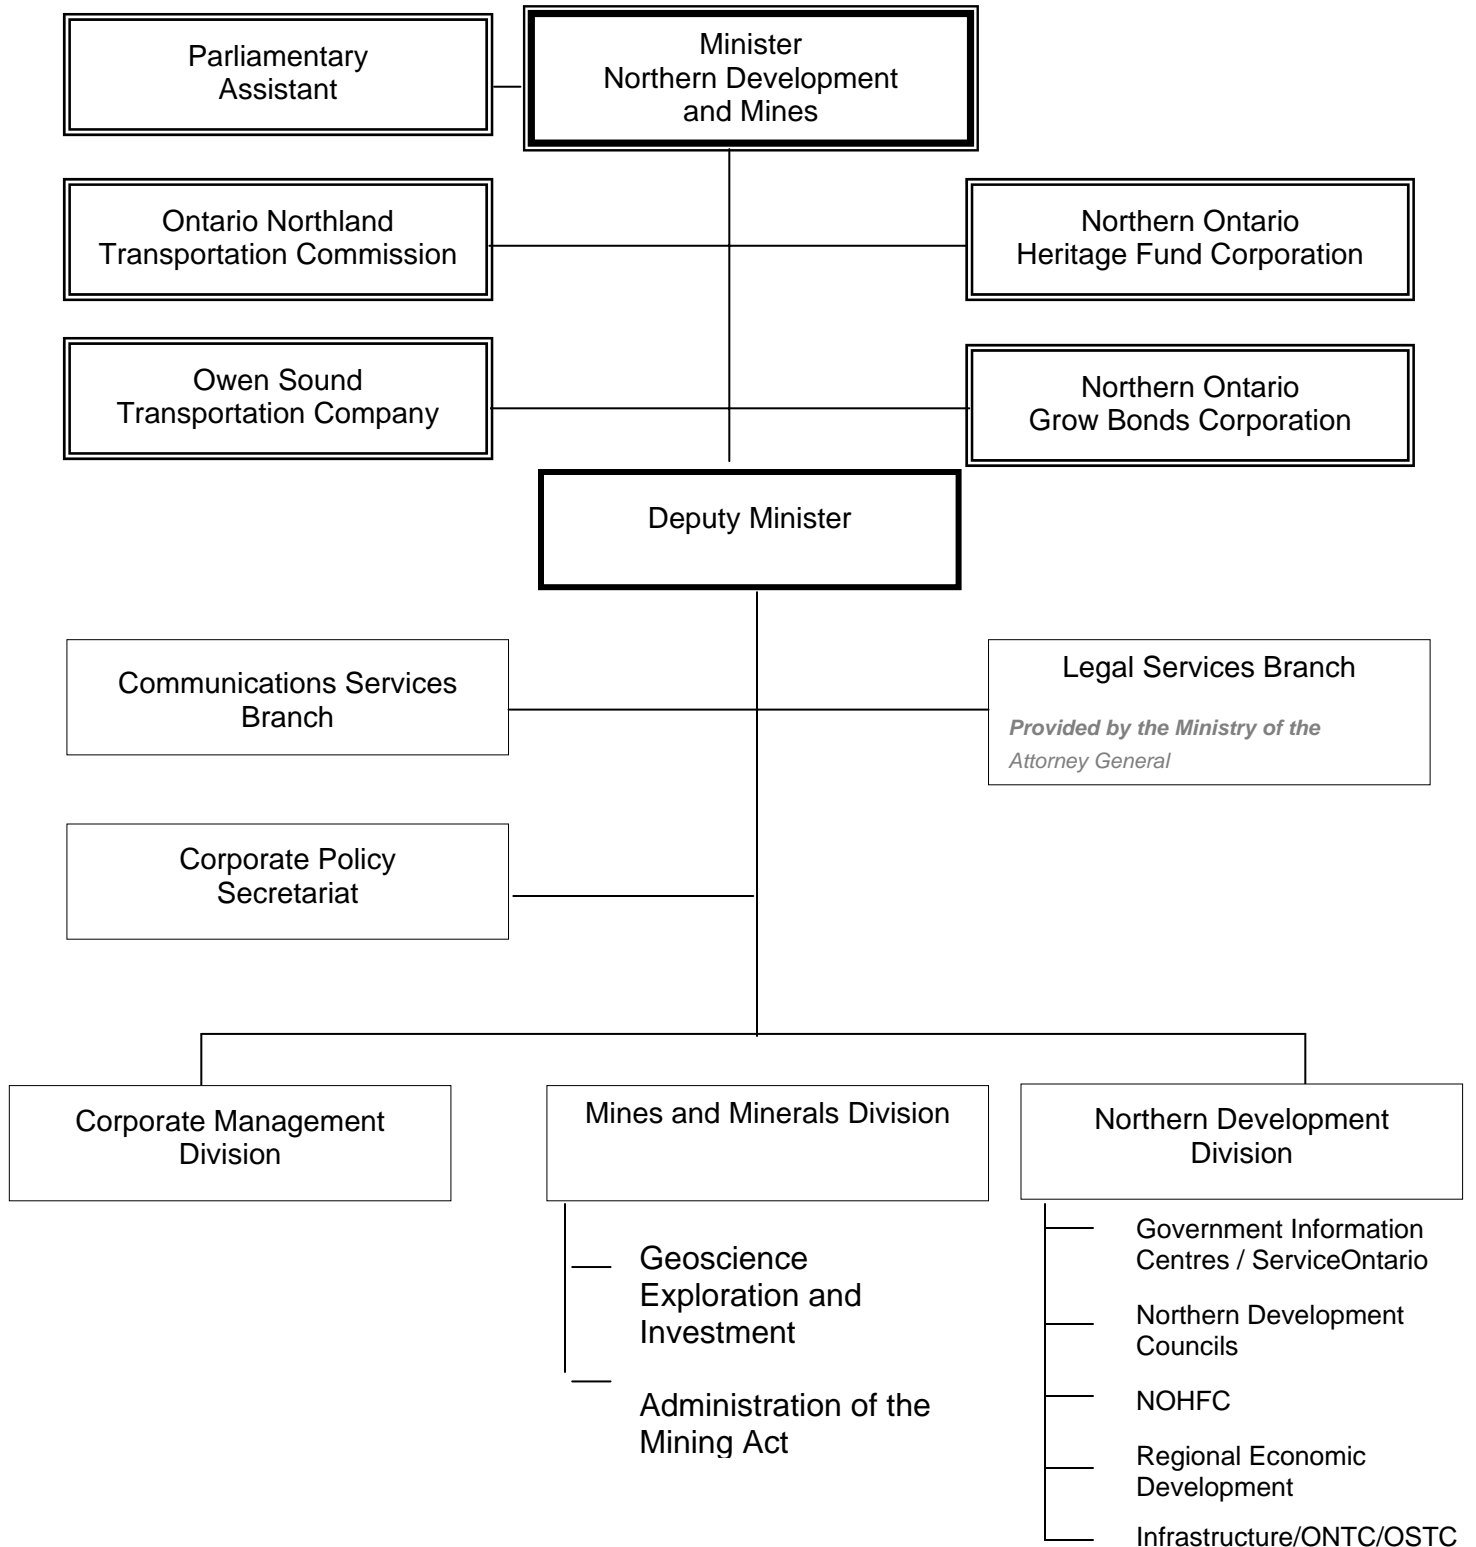 Parliamentary
Assistant
Minister
Northern Development
and Mines
Ontario Northland
Transportation Commission
Northern Ontario
Heritage Fund Corporation
Owen Sound
Transportation Company
Northern Ontario
Grow Bonds Corporation
Deputy Minister
Communications Services
Branch
Legal Services Branch
Provided by the Ministry of the
Attorney General
Corporate Policy
Secretariat
Corporate Management
Division
Mines and Minerals Division
Geoscience
Exploration and
Investment
Administration of the
Mining Act
Northern Development
Division
Government Information
Centres / ServiceOntario
Northern Development
Councils
NOHFC
Regional Economic
Development
Infrastructure/ONTC/OSTC